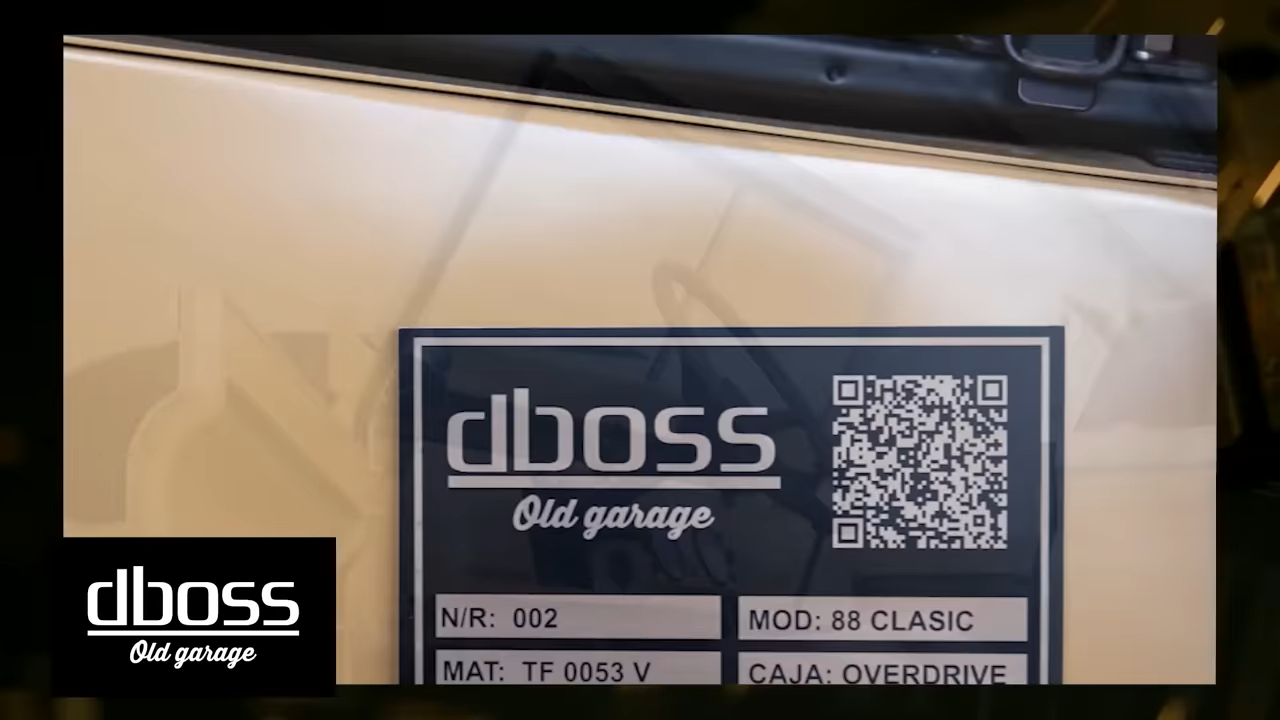 dboss
Old garage
N/R: 002
MOD: 88 CLASIC
MAT: TF 0053 V
CAJA: OVERDRIVE
dboss
Old garage